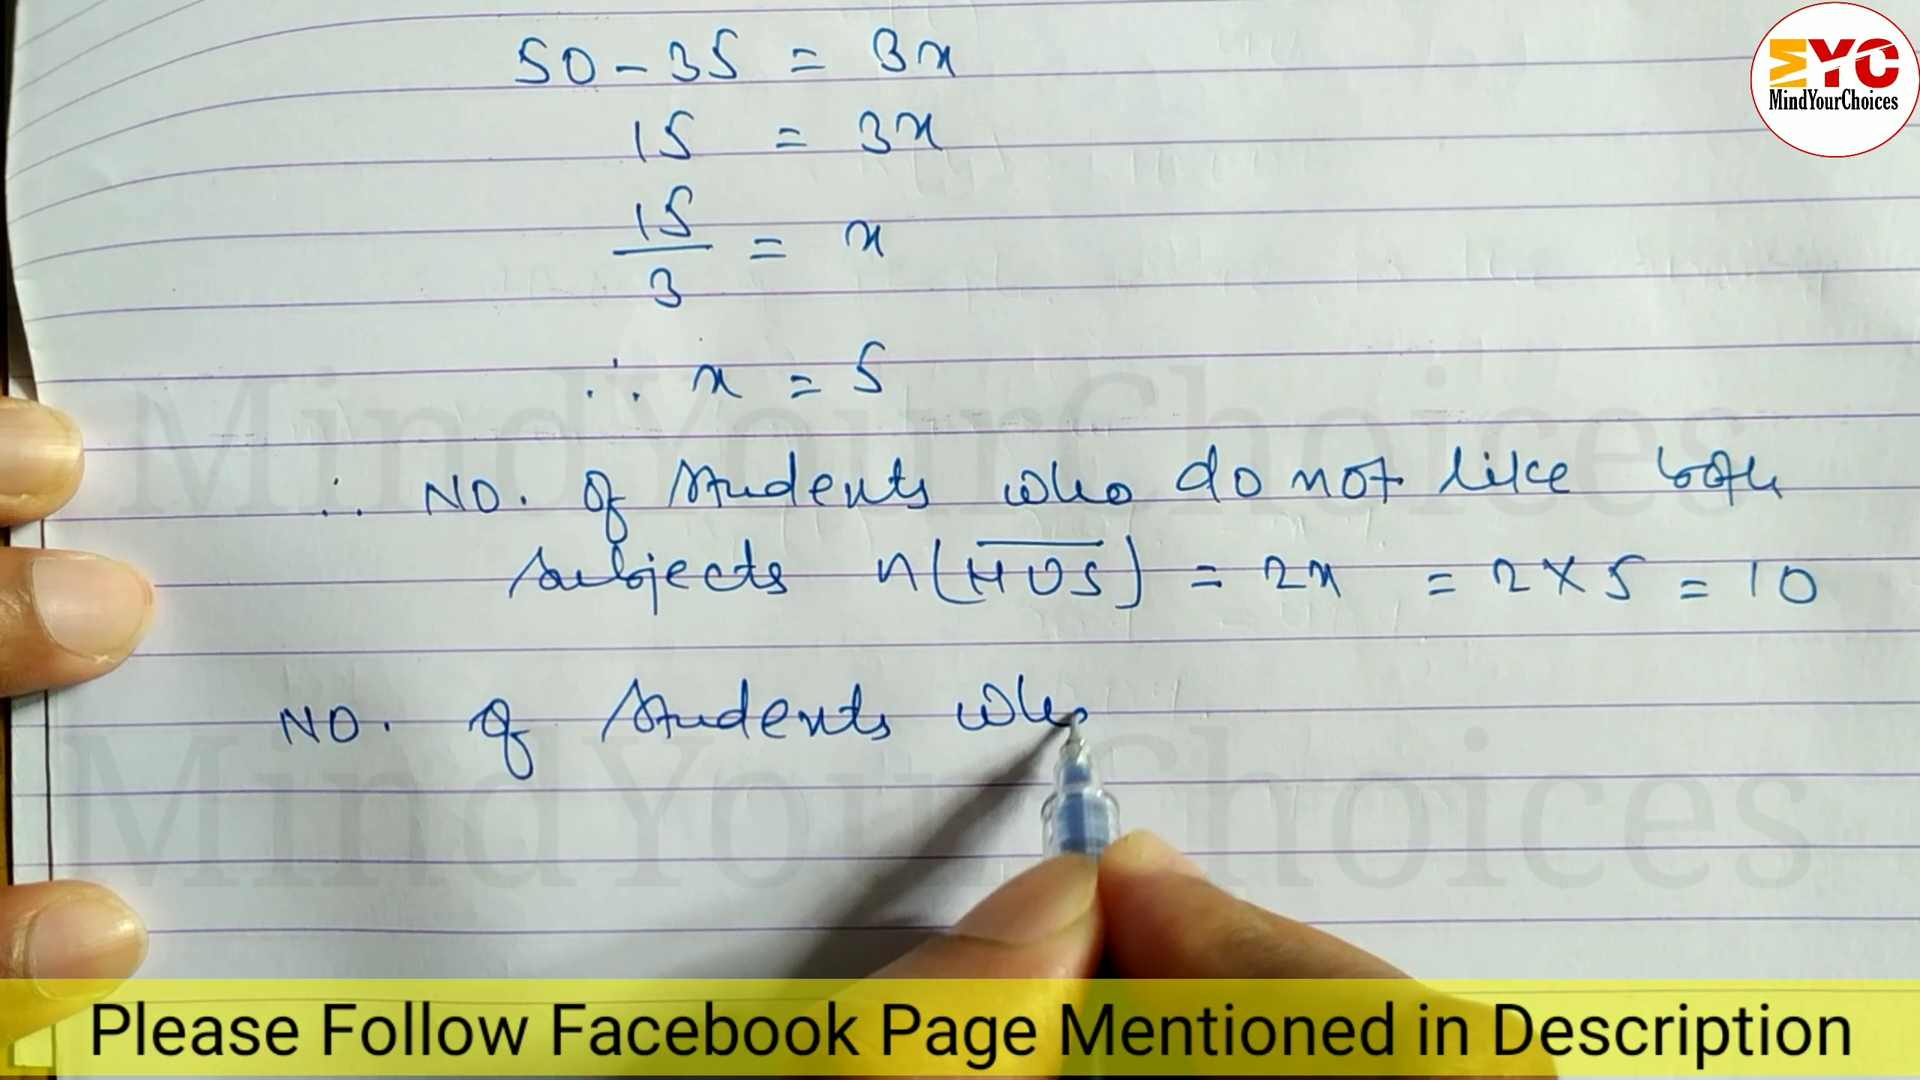 50 - 35 = 3x
MYC
MindYourChoices
15 = 3x
15/3 = x
∴ x = 5
MindYourChoices
∴ NO. of students who do not like both
subjects n(M∪S) = 2x = 2 × 5 = 10
NO. of students who
MindYourChoices
Please Follow Facebook Page Mentioned in Description